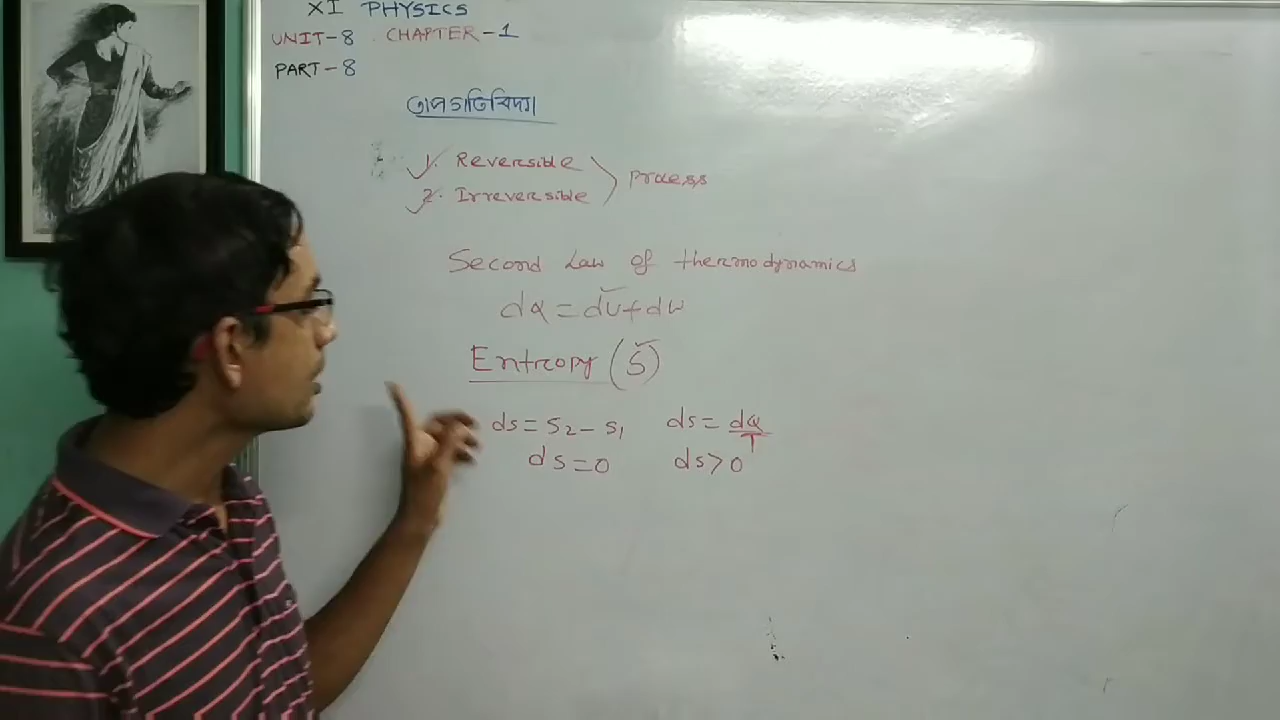 XI PHYSICS
UNIT-8 CHAPTER-1
PART-8
তাপগতিবিদ্যা
1. Reversible
2. Irreversible
process
Second Law of thermodynamics
dQ = dU + dW
Entropy (S)
ds = S₂ - S₁ ds = dQ/T
ds = 0 ds > 0